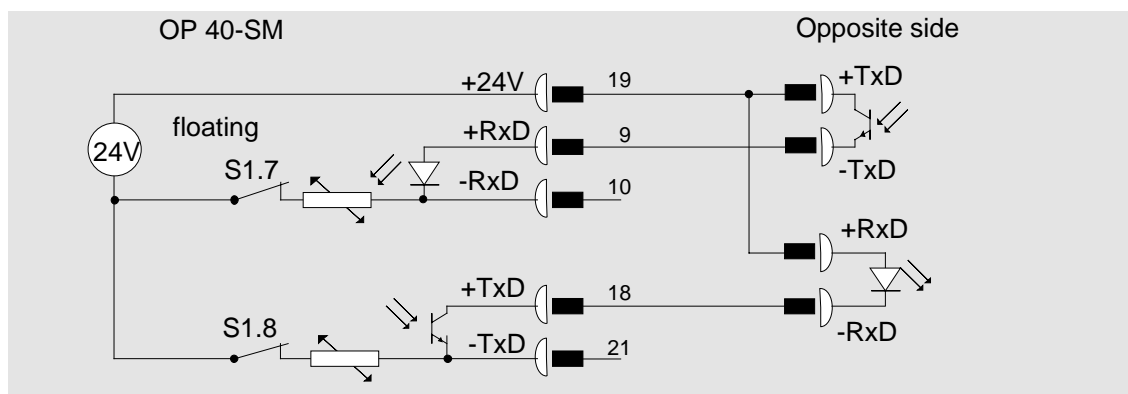 OP 40-SM
Opposite side
+24V
19
+TxD
floating
+RxD
9
24V
-TxD
S1.7
-RxD
10
+RxD
+TxD
18
S1.8
-RxD
-TxD
21